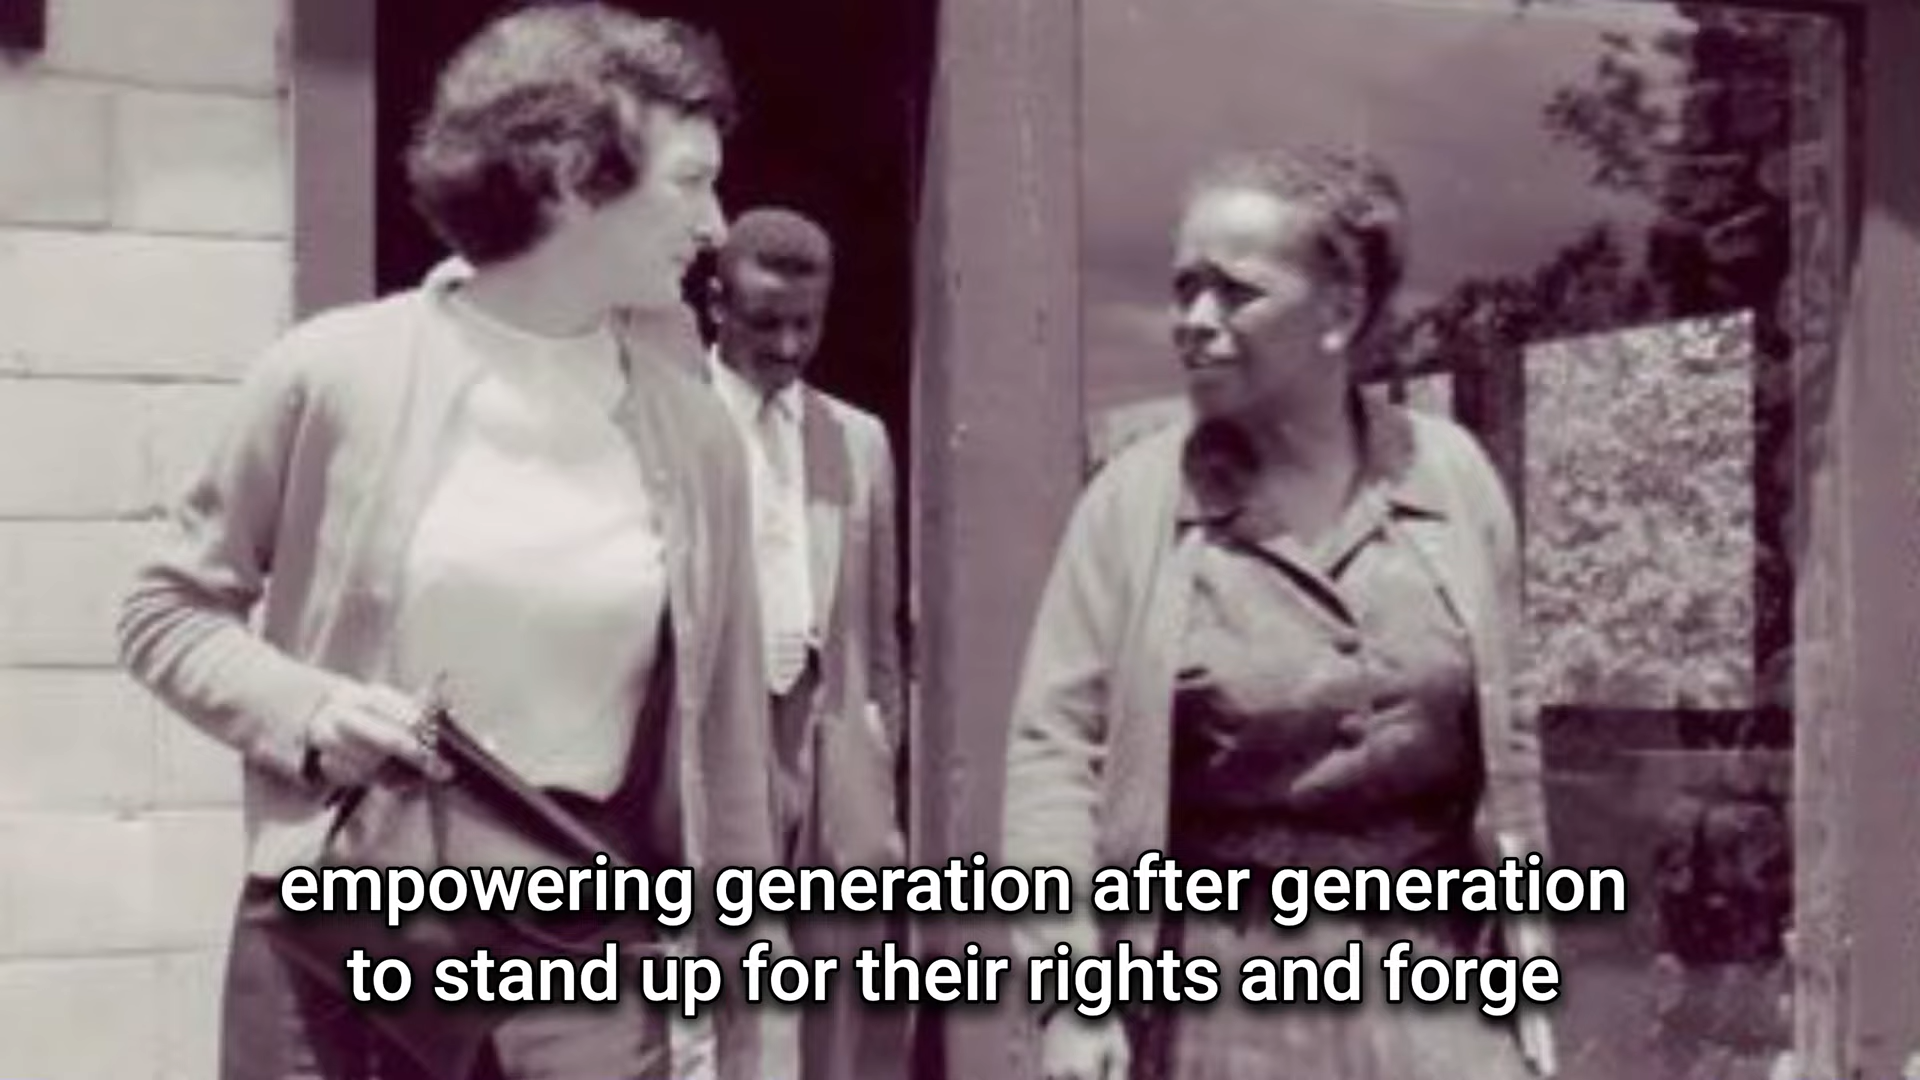 empowering generation after generation
to stand up for their rights and forge